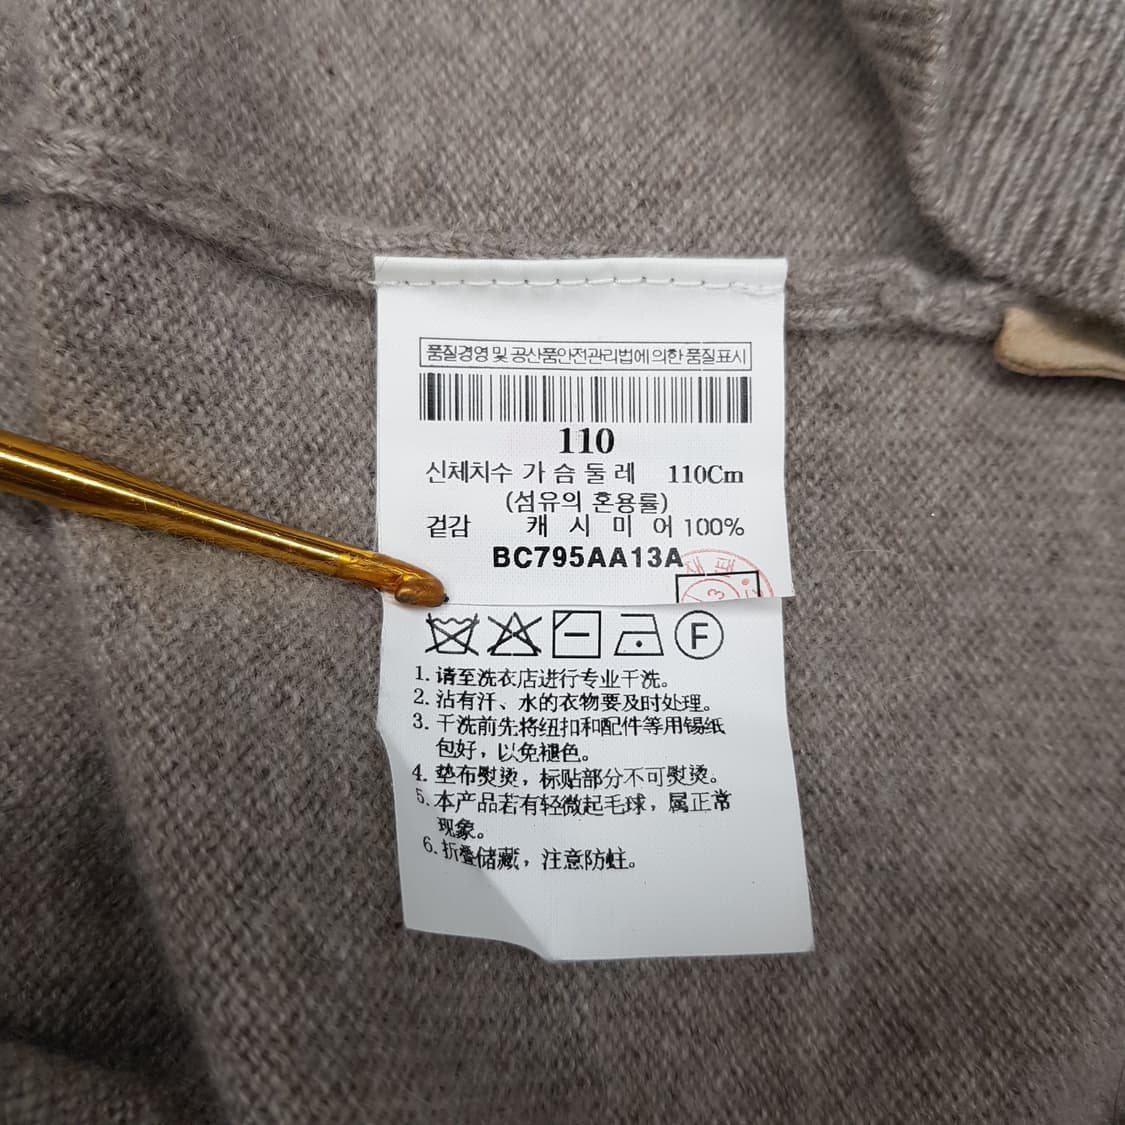 품질경영 및 공산품안전관리법에 의한 품질표시
110
신체치수 가 슴 둘 레 110Cm
(섬유의 혼용률)
겉감 캐 시 미 어 100%
BC795AA13A
F
1. 请至洗衣店进行专业干洗。
2. 沾有汗、水的衣物要及时处理。
3. 干洗前先将纽扣和配件等用锡纸
包好，以免褪色。
4. 垫布熨烫，标贴部分不可熨烫。
5. 本产品若有轻微起毛球，属正常
现象。
6. 折叠储藏，注意防蛀。